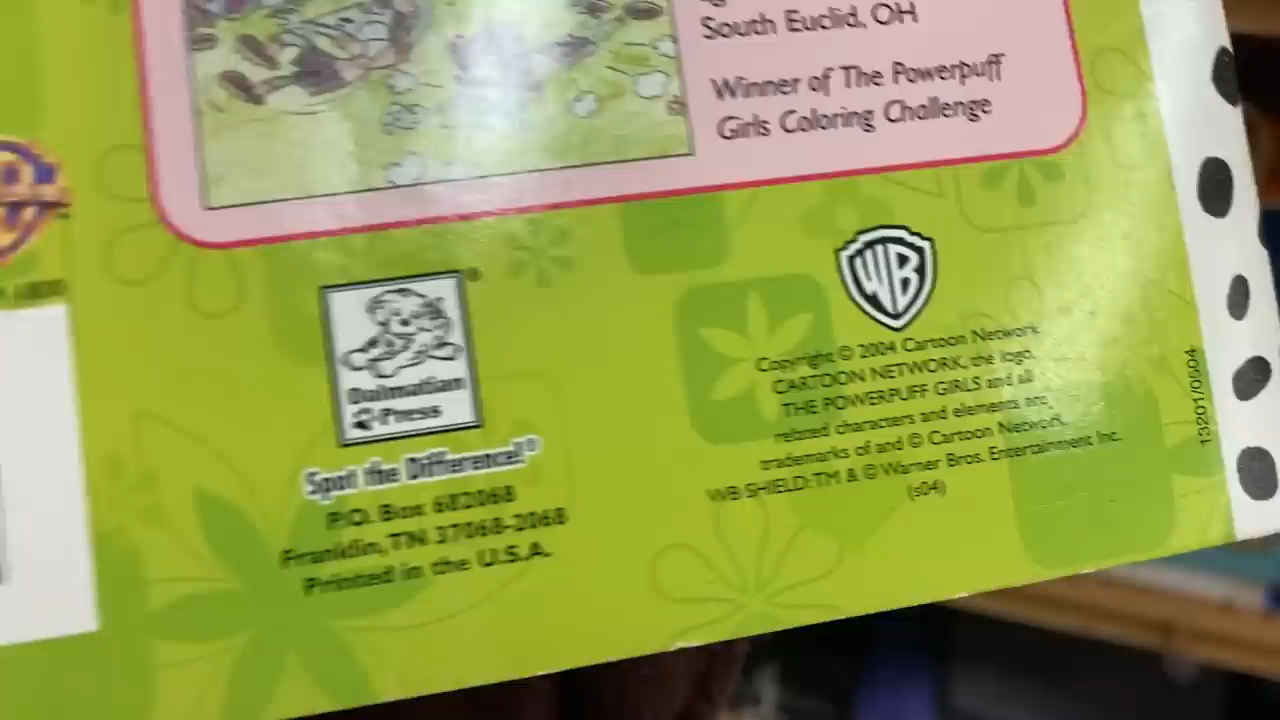 South Euclid, OH
Winner of The Powerpuff
Girls Coloring Challenge
Dalmatian
Press
Spot the Difference!®
P.O. Box 682068
Franklin, TN 37068-2068
Printed in the U.S.A.
WB
Copyright © 2004 Cartoon Network
CARTOON NETWORK, the logo,
THE POWERPUFF GIRLS and all
related characters and elements are
trademarks of and © Cartoon Network.
WB SHIELD: TM & © Warner Bros. Entertainment Inc.
(s04)
13201/0504